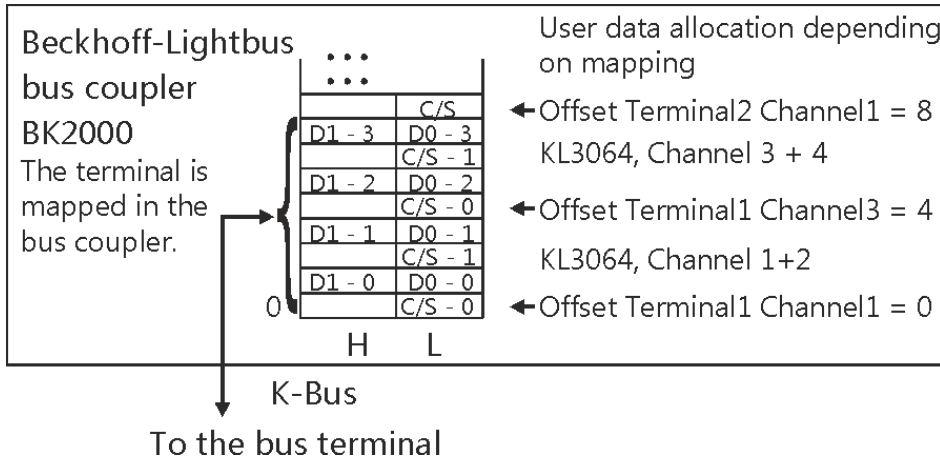 Beckhoff-Lightbus
bus coupler
BK2000
The terminal is
mapped in the
bus coupler.
User data allocation depending
on mapping
C/S
Offset Terminal2 Channel1 = 8
D1 - 3 D0 - 3
KL3064, Channel 3 + 4
C/S - 1
D1 - 2 D0 - 2
C/S - 0
Offset Terminal1 Channel3 = 4
D1 - 1 D0 - 1
C/S - 1
KL3064, Channel 1+2
D1 - 0 D0 - 0
0 C/S - 0
Offset Terminal1 Channel1 = 0
H L
K-Bus
To the bus terminal